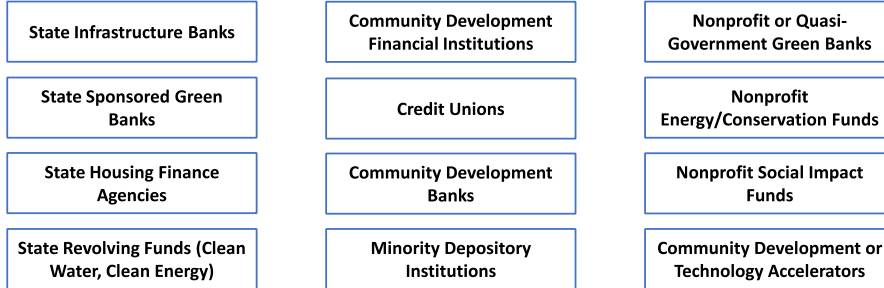 State Infrastructure Banks
Community Development
Financial Institutions
Nonprofit or Quasi-
Government Green Banks
State Sponsored Green
Banks
Credit Unions
Nonprofit
Energy/Conservation Funds
State Housing Finance
Agencies
Community Development
Banks
Nonprofit Social Impact
Funds
State Revolving Funds (Clean
Water, Clean Energy)
Minority Depository
Institutions
Community Development or
Technology Accelerators